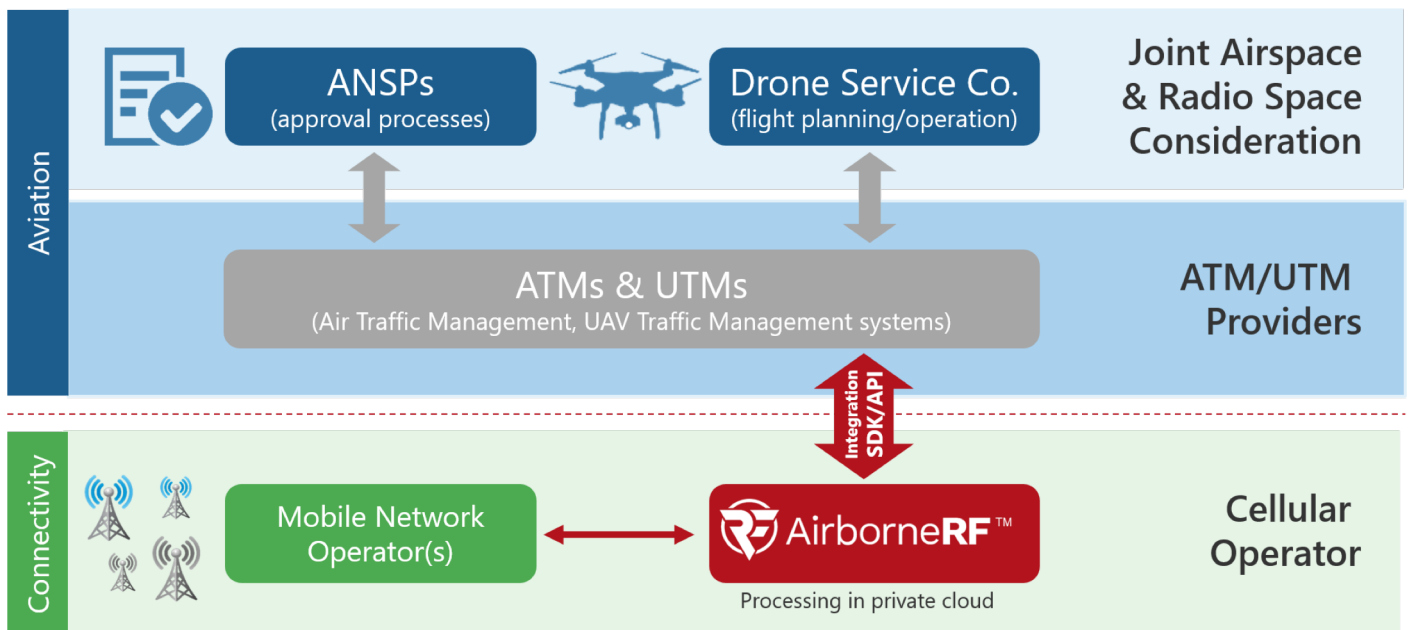 Aviation
ANSPs
(approval processes)
Drone Service Co.
(flight planning/operation)
Joint Airspace
& Radio Space
Consideration
ATMs & UTMs
(Air Traffic Management, UAV Traffic Management systems)
ATM/UTM
Providers
Integration
SDK/API
Connectivity
Mobile Network
Operator(s)
RF AirborneRF™
Processing in private cloud
Cellular
Operator